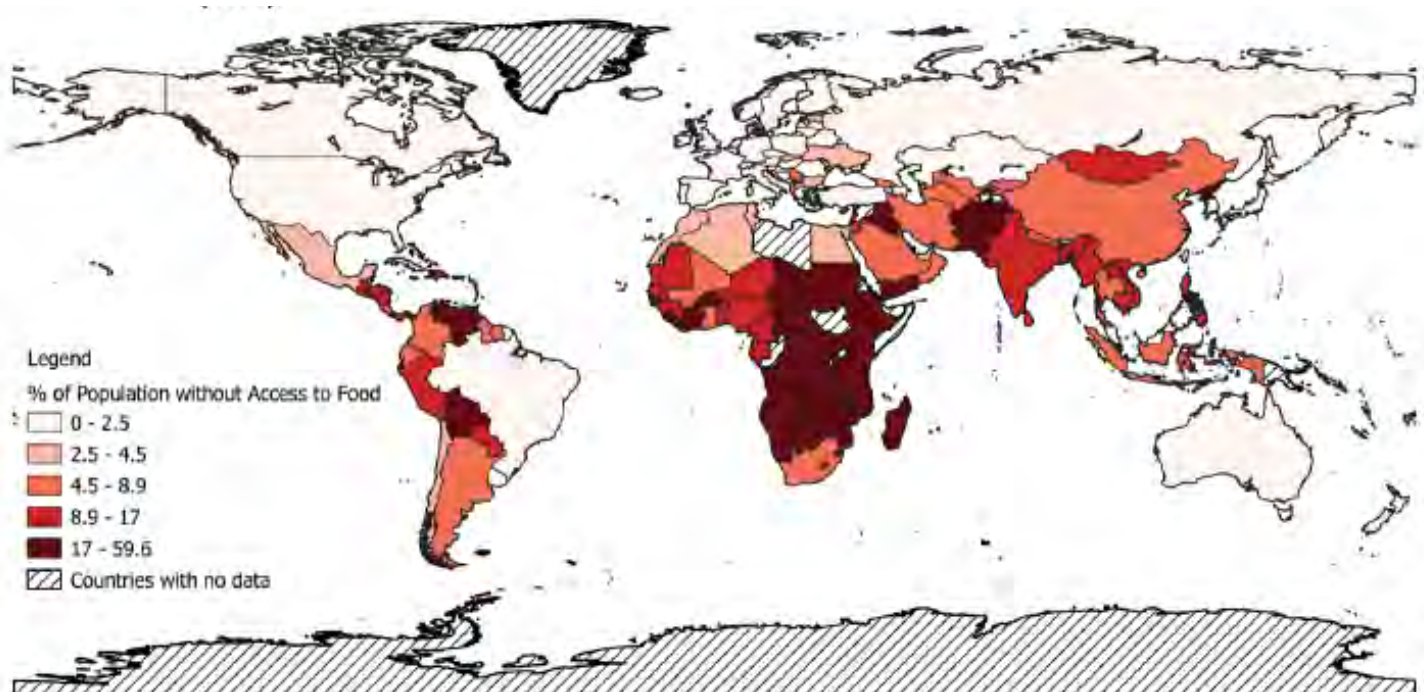 Legend
% of Population without Access to Food
0 - 2.5
2.5 - 4.5
4.5 - 8.9
8.9 - 17
17 - 59.6
Countries with no data